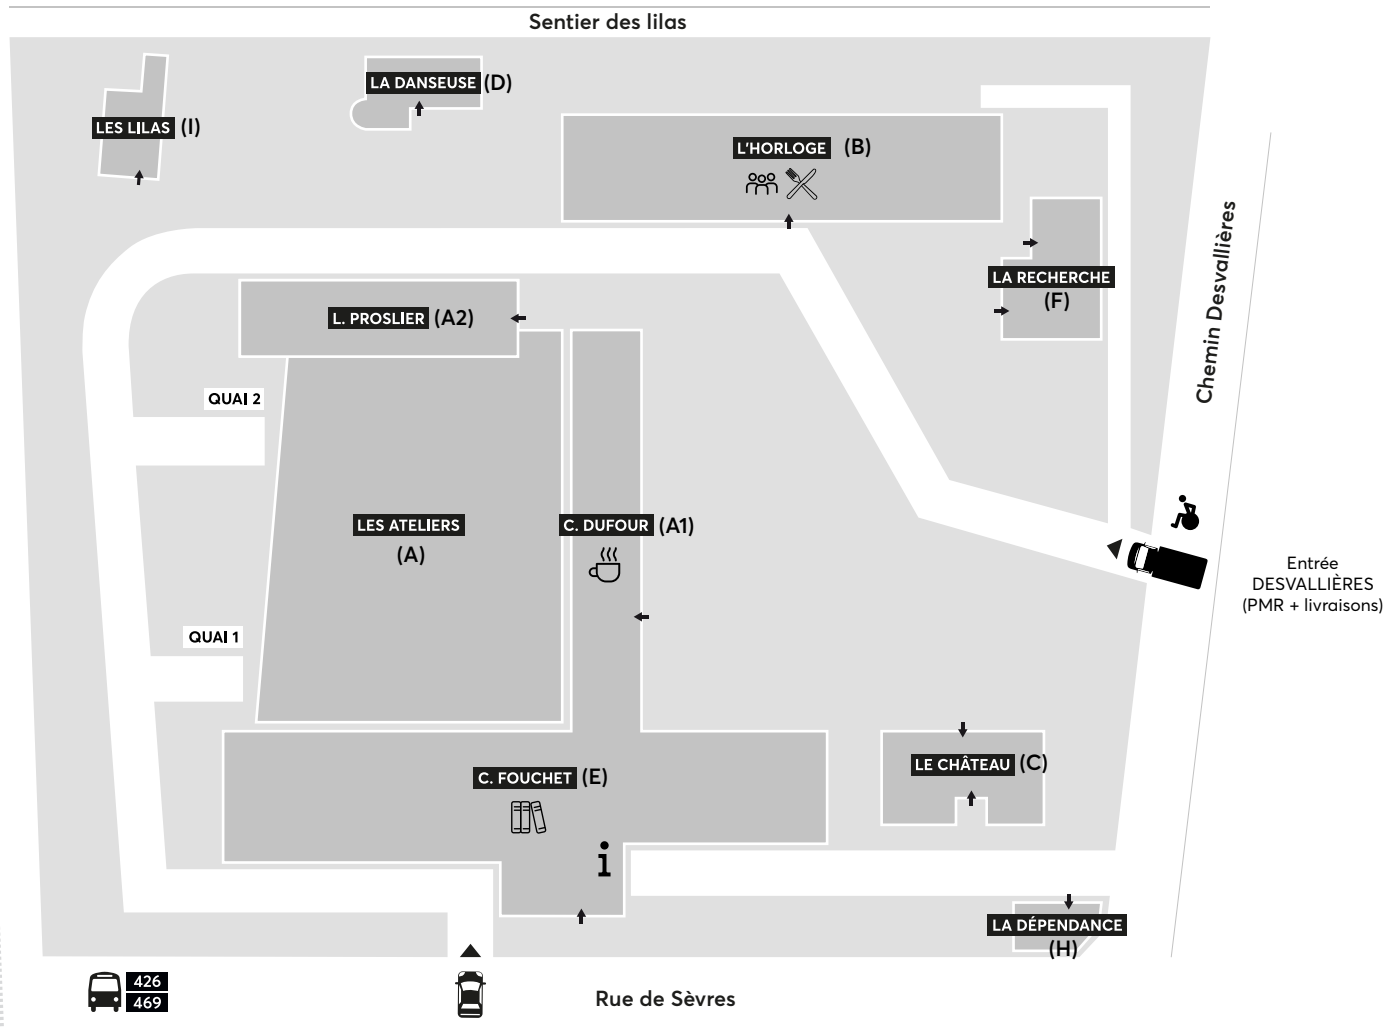 Sentier des lilas
LA DANSEUSE (D)
LES LILAS (I)
L'HORLOGE (B)
Chemin Desvallières
LA RECHERCHE
(F)
L. PROSLIER (A2)
QUAI 2
LES ATELIERS
(A)
C. DUFOUR (A1)
Entrée
DESVALLIÈRES
(PMR + livraisons)
QUAI 1
LE CHÂTEAU (C)
C. FOUCHET (E)
i
LA DÉPENDANCE
(H)
426
469
Rue de Sèvres